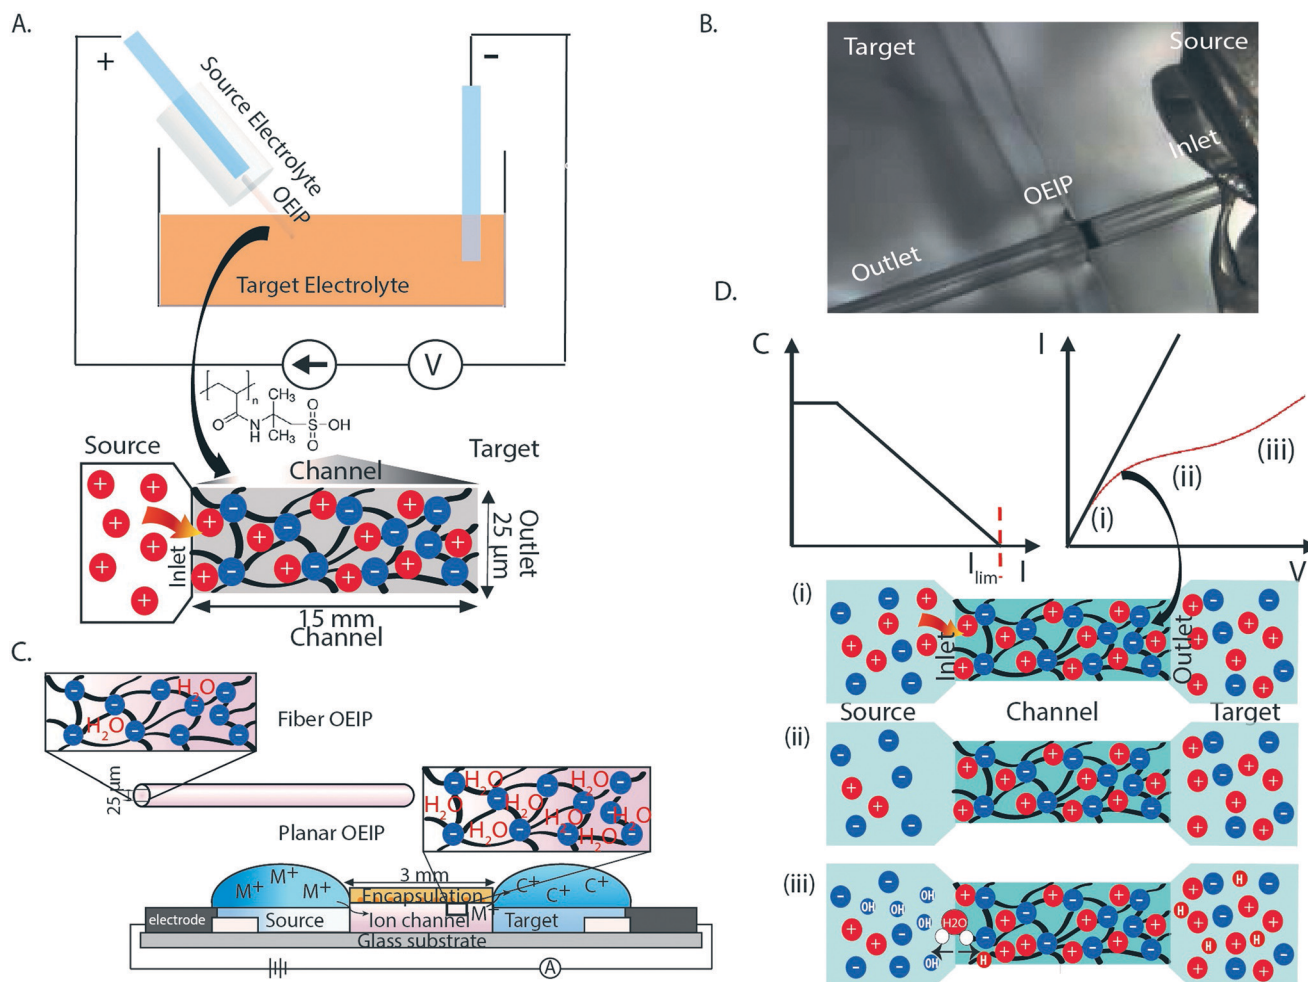 A.
+
−
Source Electrolyte
OEIP
Target Electrolyte
V
n
O
N
H
CH3
CH3
O
S
O
OH
Source
Channel
Target
Inlet
Outlet
25 µm
15 mm
Channel
B.
Target
Source
Inlet
OEIP
Outlet
C.
H2O
H2O
Fiber OEIP
25 µm
Planar OEIP
H2O
H2O
H2O
H2O
H2O
H2O
H2O
3 mm
M+
M+
M+
Encapsulation
C+
C+
C+
M+
electrode
Source
Ion channel
Target
Glass substrate
A
D.
C
Ilim
I
I
(i)
(ii)
(iii)
V
(i)
Inlet
Outlet
Source
Channel
Target
(ii)
(iii)
OH
OH
OH
OH
OH
H2O
H
H
H
H
H